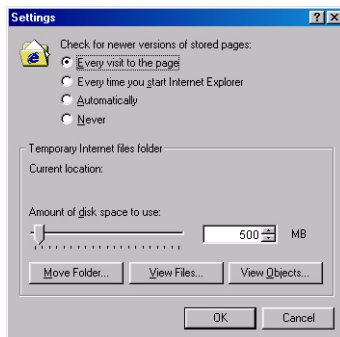 Settings
Check for newer versions of stored pages:
Every visit to the page
Every time you start Internet Explorer
Automatically
Never
Temporary Internet files folder
Current location:
Amount of disk space to use:
500 MB
Move Folder... View Files... View Objects...
OK Cancel